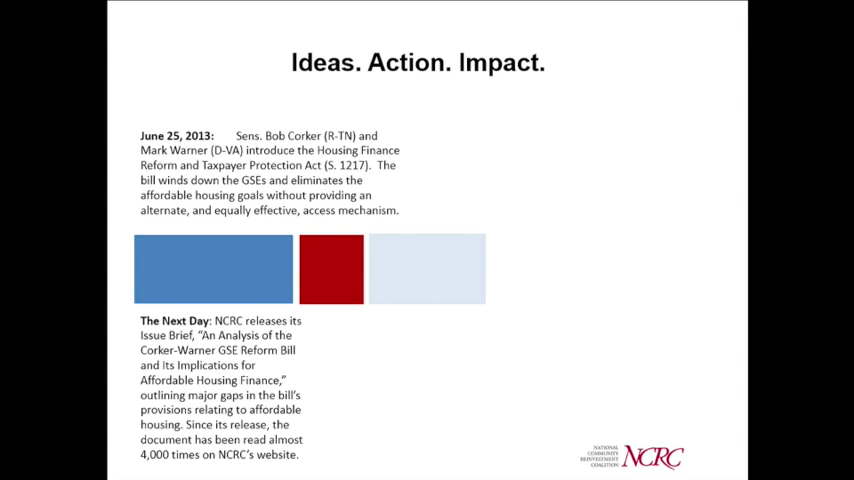 Ideas. Action. Impact.
June 25, 2013: Sens. Bob Corker (R-TN) and
Mark Warner (D-VA) introduce the Housing Finance
Reform and Taxpayer Protection Act (S. 1217). The
bill winds down the GSEs and eliminates the
affordable housing goals without providing an
alternate, and equally effective, access mechanism.
The Next Day: NCRC releases its
Issue Brief, “An Analysis of the
Corker-Warner GSE Reform Bill
and Its Implications for
Affordable Housing Finance,”
outlining major gaps in the bill’s
provisions relating to affordable
housing. Since its release, the
document has been read almost
4,000 times on NCRC’s website.
NATIONAL
COMMUNITY
REINVESTMENT
COALITION
NCRC